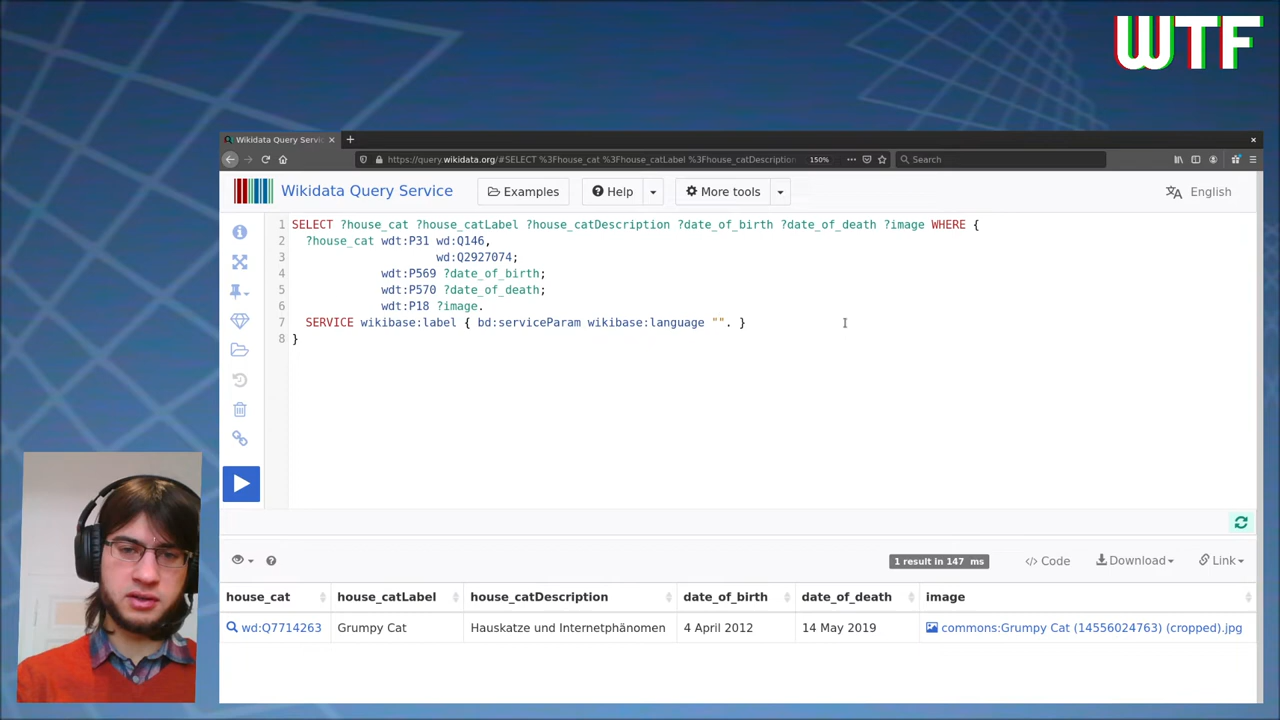 WTF
Wikidata Query Servic
https://query.wikidata.org/#SELECT %3Fhouse_cat %3Fhouse_catLabel %3Fhouse_catDescription
150%
Search
Wikidata Query Service
Examples
Help
More tools
English
1 SELECT ?house_cat ?house_catLabel ?house_catDescription ?date_of_birth ?date_of_death ?image WHERE {
2 ?house_cat wdt:P31 wd:Q146,
3 wd:Q2927074;
4 wdt:P569 ?date_of_birth;
5 wdt:P570 ?date_of_death;
6 wdt:P18 ?image.
7 SERVICE wikibase:label { bd:serviceParam wikibase:language "". }
8 }
1 result in 147 ms
</> Code
Download
Link
house_cat house_catLabel house_catDescription date_of_birth date_of_death image
wd:Q7714263 Grumpy Cat Hauskatze und Internetphänomen 4 April 2012 14 May 2019 commons:Grumpy Cat (14556024763) (cropped).jpg